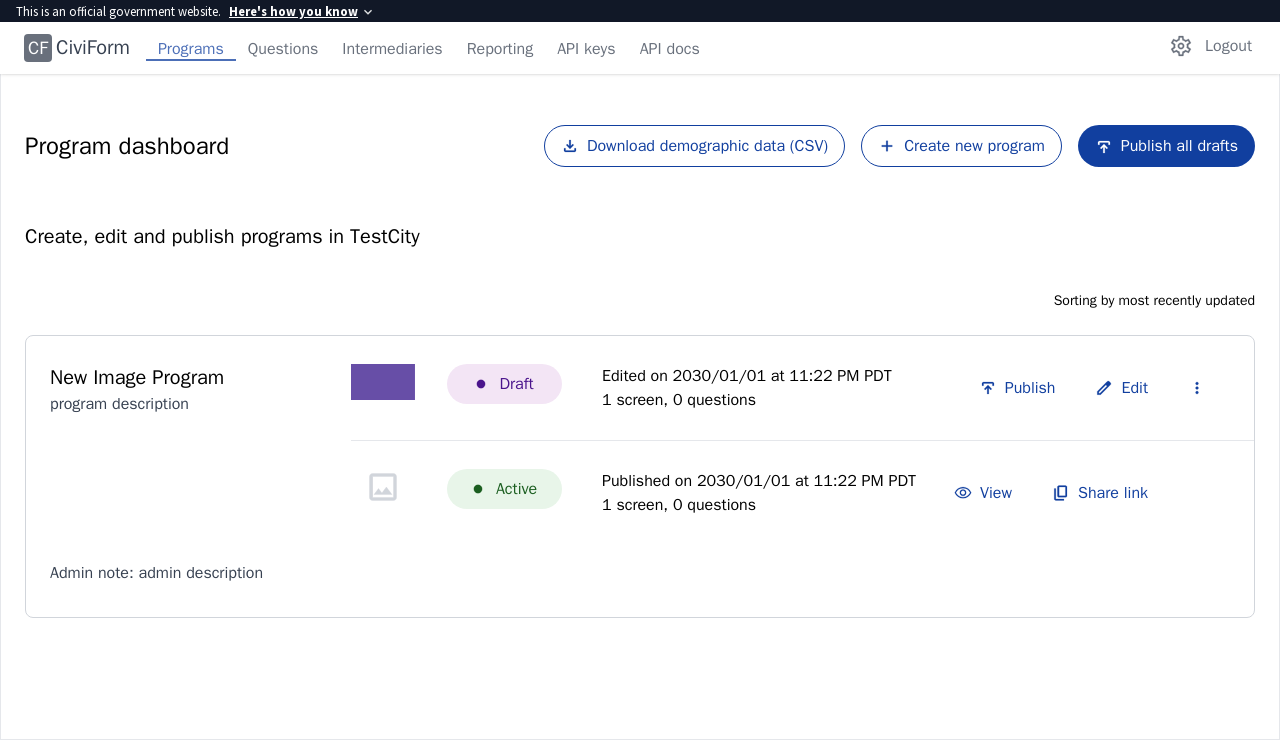 This is an official government website. Here's how you know
CF CiviForm Programs Questions Intermediaries Reporting API keys API docs Logout
Program dashboard Download demographic data (CSV) Create new program Publish all drafts
Create, edit and publish programs in TestCity
Sorting by most recently updated
New Image Program
program description
Draft
Edited on 2030/01/01 at 11:22 PM PDT
1 screen, 0 questions
Publish Edit
Active
Published on 2030/01/01 at 11:22 PM PDT
1 screen, 0 questions
View Share link
Admin note: admin description